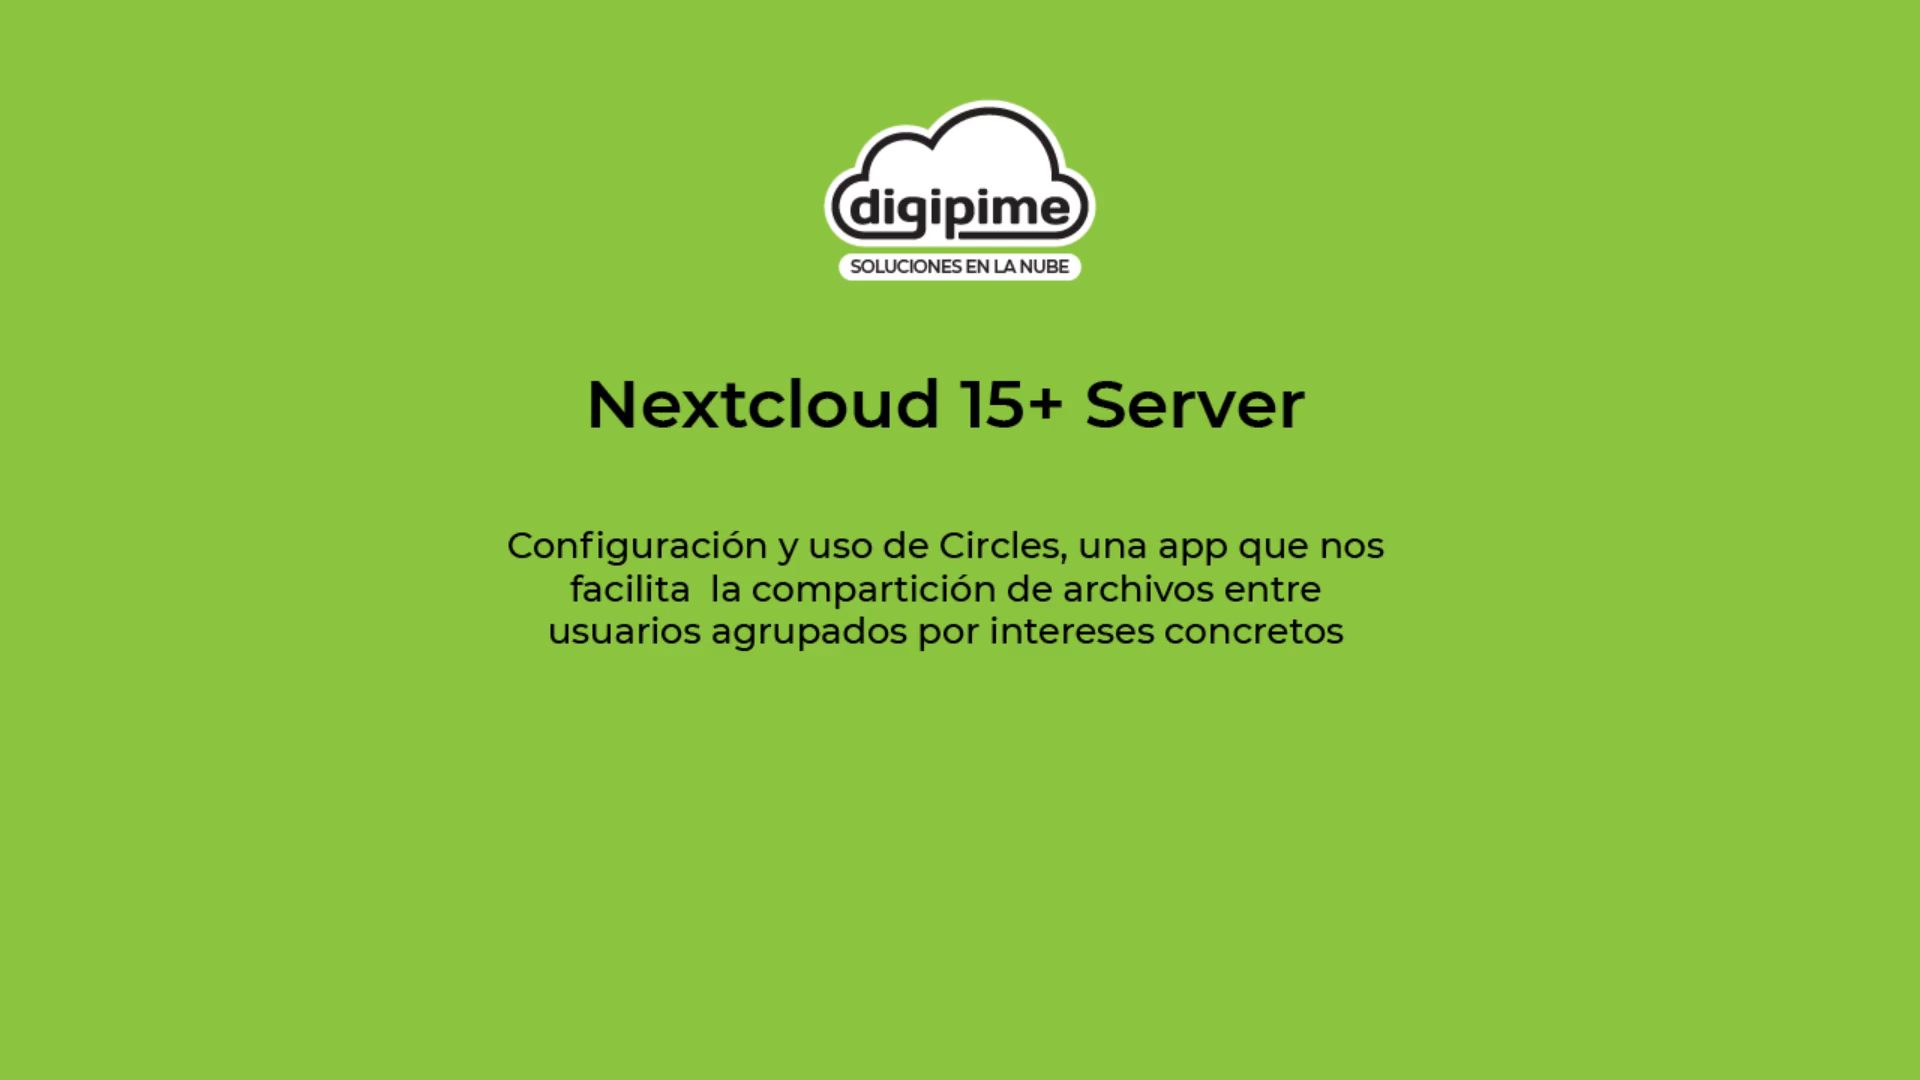 digipime
SOLUCIONES EN LA NUBE
Nextcloud 15+ Server
Configuración y uso de Circles, una app que nos
facilita  la compartición de archivos entre
usuarios agrupados por intereses concretos